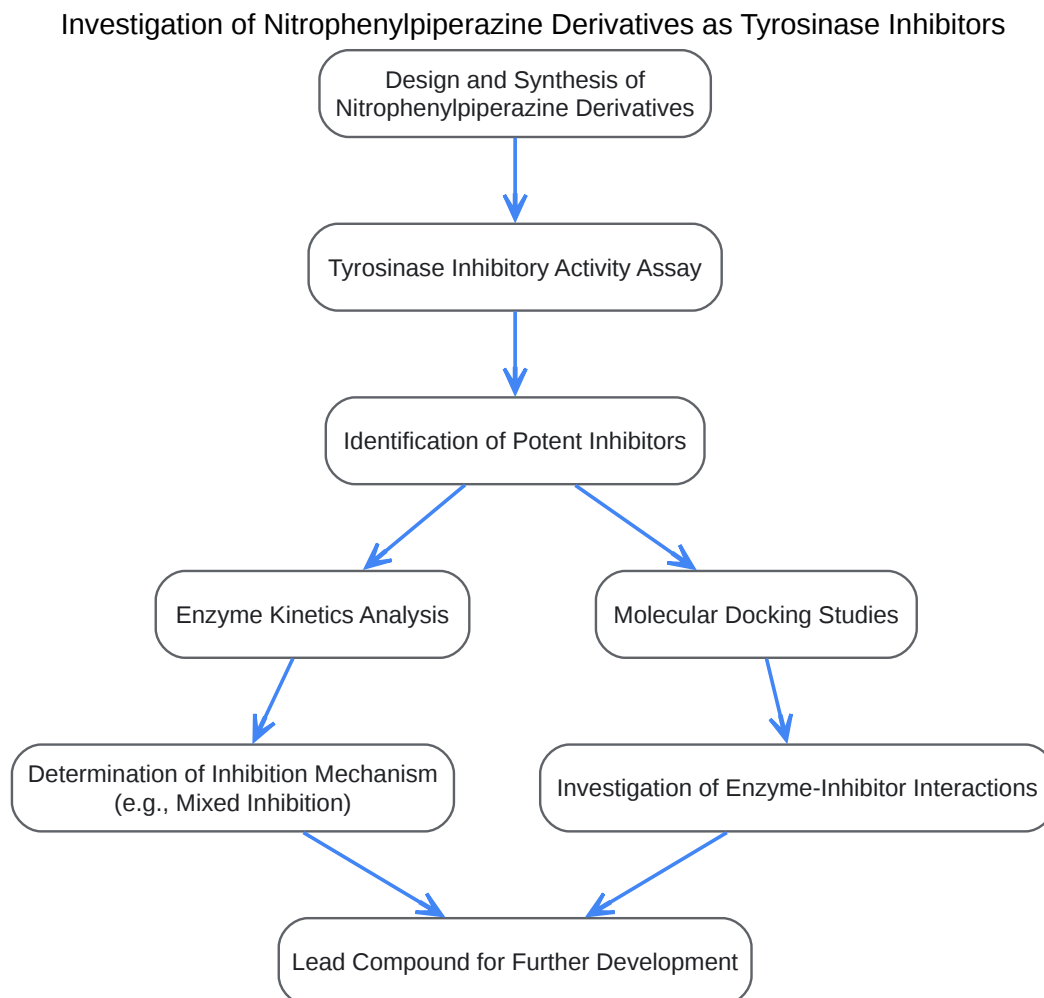 Investigation of Nitrophenylpiperazine Derivatives as Tyrosinase Inhibitors
Design and Synthesis of
Nitrophenylpiperazine Derivatives
Tyrosinase Inhibitory Activity Assay
Identification of Potent Inhibitors
Enzyme Kinetics Analysis
Molecular Docking Studies
Determination of Inhibition Mechanism
(e.g., Mixed Inhibition)
Investigation of Enzyme-Inhibitor Interactions
Lead Compound for Further Development